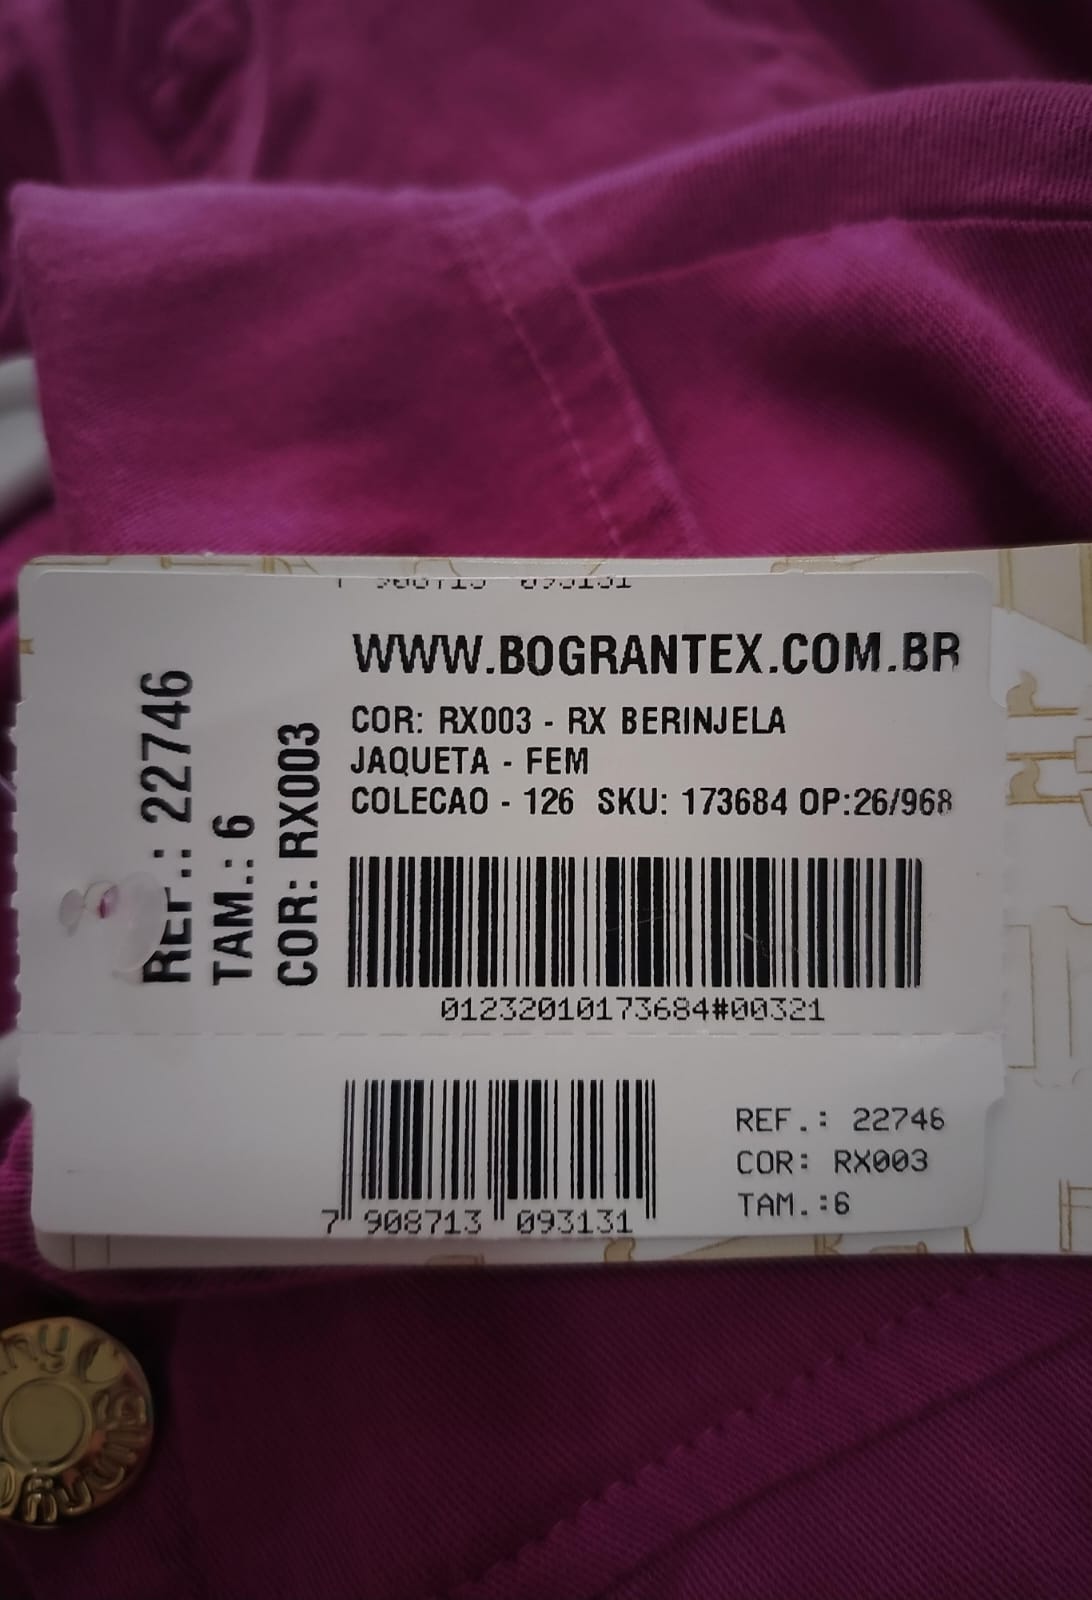 WWW.BOGRANTEX.COM.BR
COR: RX003 - RX BERINJELA
JAQUETA - FEM
COLECAO - 126 SKU: 173684 OP:26/968
01232010173684#00321
REF.: 22746
TAM.: 6
COR: RX003
7 908713 093131
REF.: 22746
COR: RX003
TAM.:6